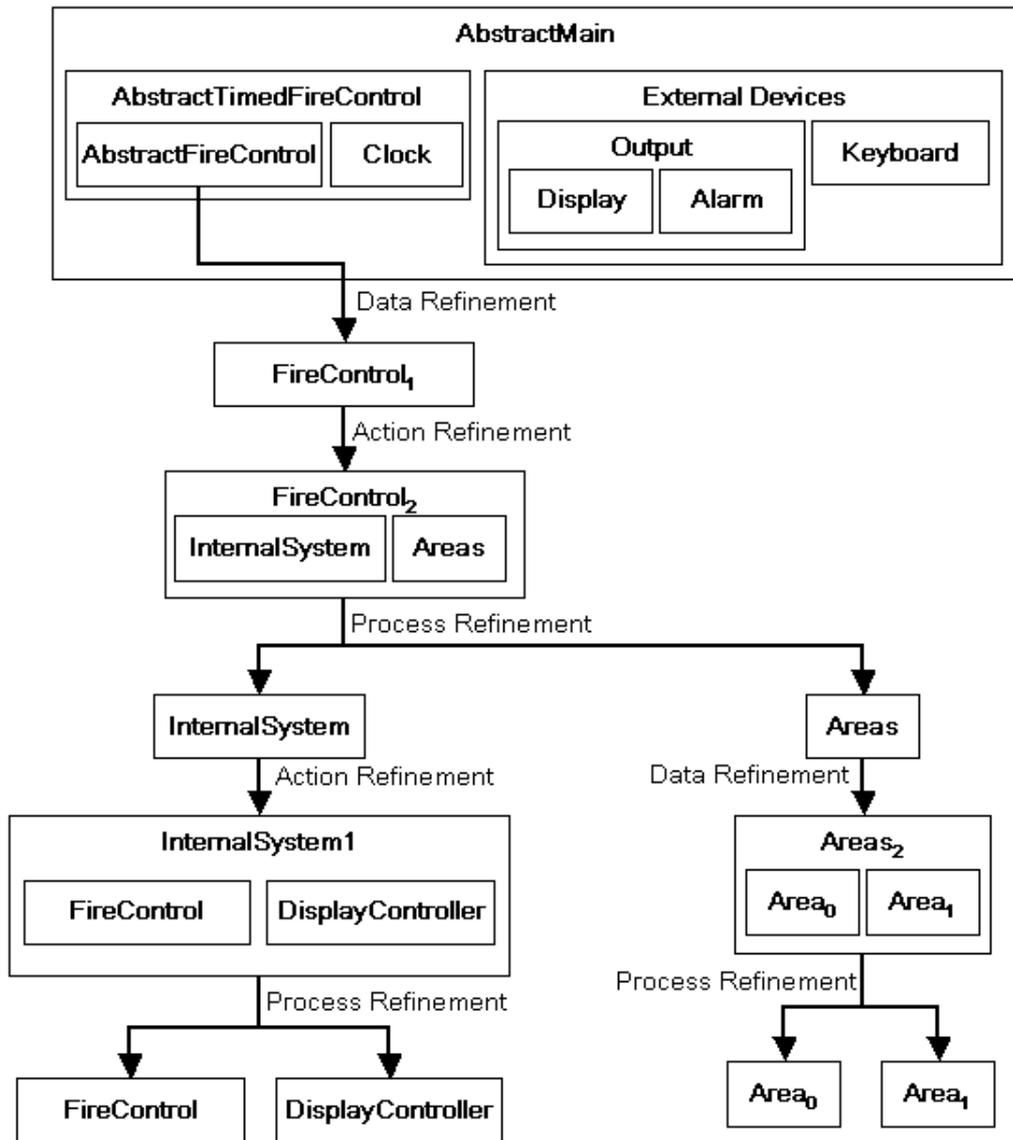 AbstractMain
AbstractTimedFireControl
External Devices
AbstractFireControl
Clock
Output
Keyboard
Display
Alarm
Data Refinement
FireControl₁
Action Refinement
FireControl₂
InternalSystem
Areas
Process Refinement
InternalSystem
Areas
Action Refinement
Data Refinement
InternalSystem1
Areas₂
FireControl
DisplayController
Area₀
Area₁
Process Refinement
Process Refinement
FireControl
DisplayController
Area₀
Area₁